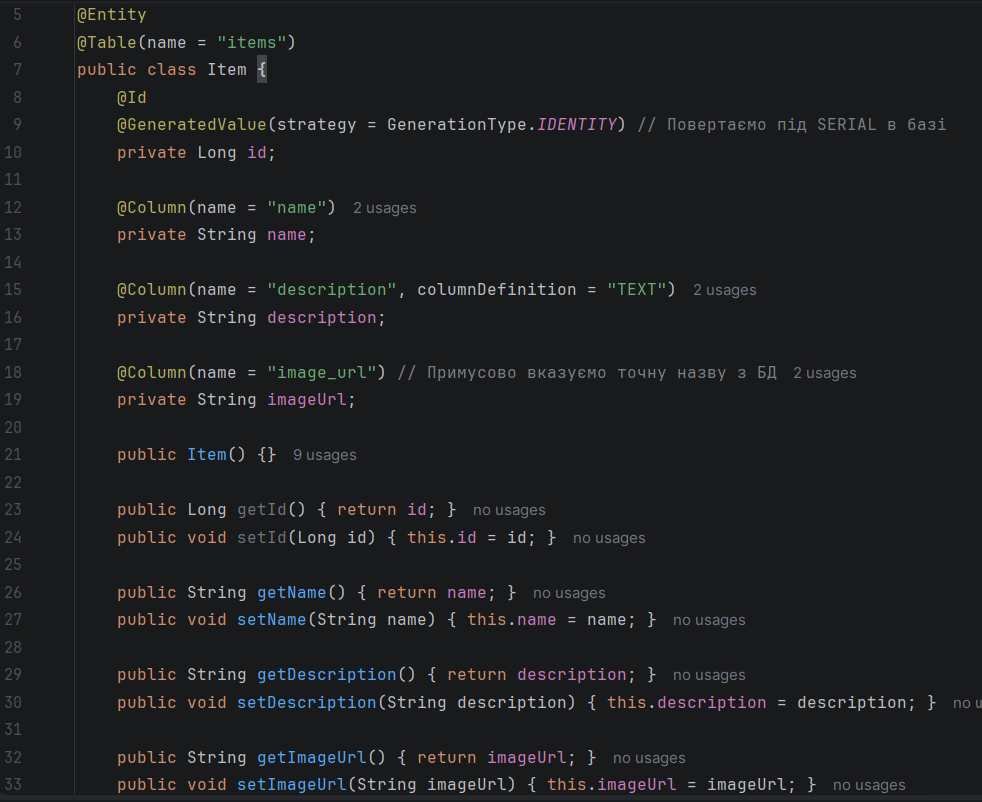 5 @Entity
6 @Table(name = "items")
7 public class Item {
8 @Id
9 @GeneratedValue(strategy = GenerationType.IDENTITY) // Повертаємо під SERIAL в базі
10 private Long id;
11
12 @Column(name = "name") 2 usages
13 private String name;
14
15 @Column(name = "description", columnDefinition = "TEXT") 2 usages
16 private String description;
17
18 @Column(name = "image_url") // Примусово вказуємо точну назву з БД 2 usages
19 private String imageUrl;
20
21 public Item() {} 9 usages
22
23 public Long getId() { return id; } no usages
24 public void setId(Long id) { this.id = id; } no usages
25
26 public String getName() { return name; } no usages
27 public void setName(String name) { this.name = name; } no usages
28
29 public String getDescription() { return description; } no usages
30 public void setDescription(String description) { this.description = description; } no
31
32 public String getImageUrl() { return imageUrl; } no usages
33 public void setImageUrl(String imageUrl) { this.imageUrl = imageUrl; } no usages